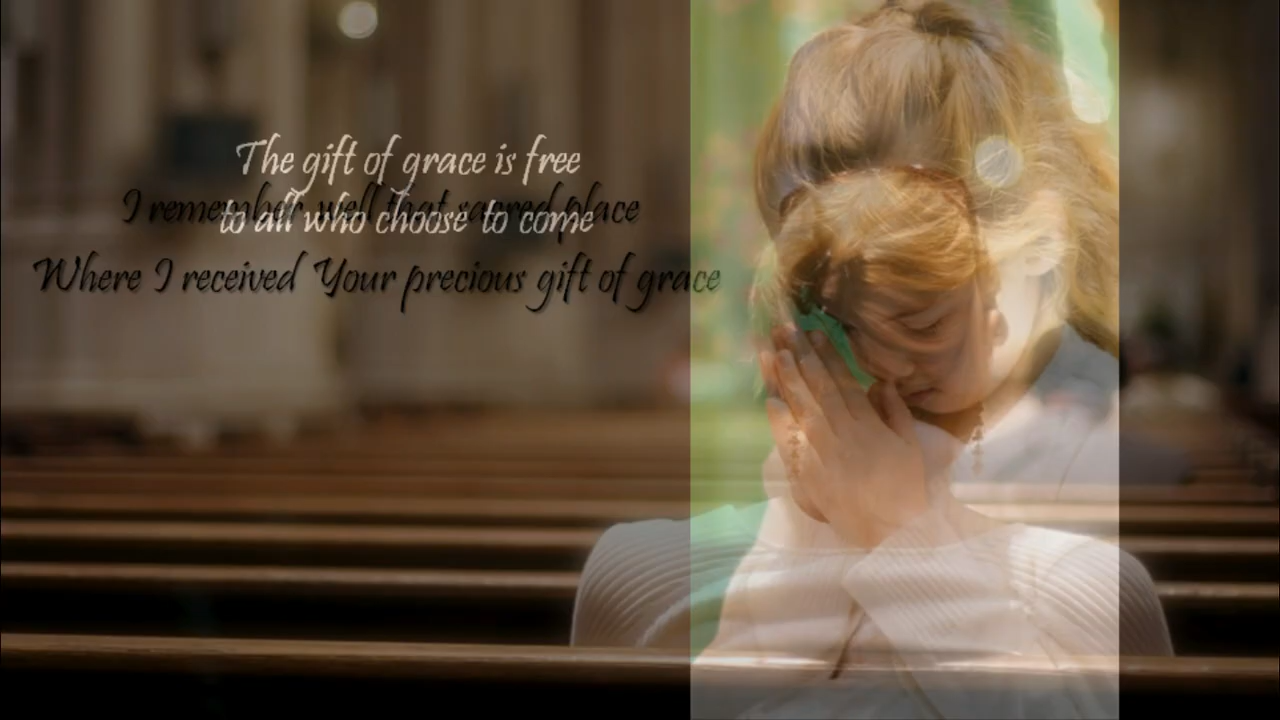 The gift of grace is free
I remember well that sacred place
to all who choose to come
Where I received Your precious gift of grace